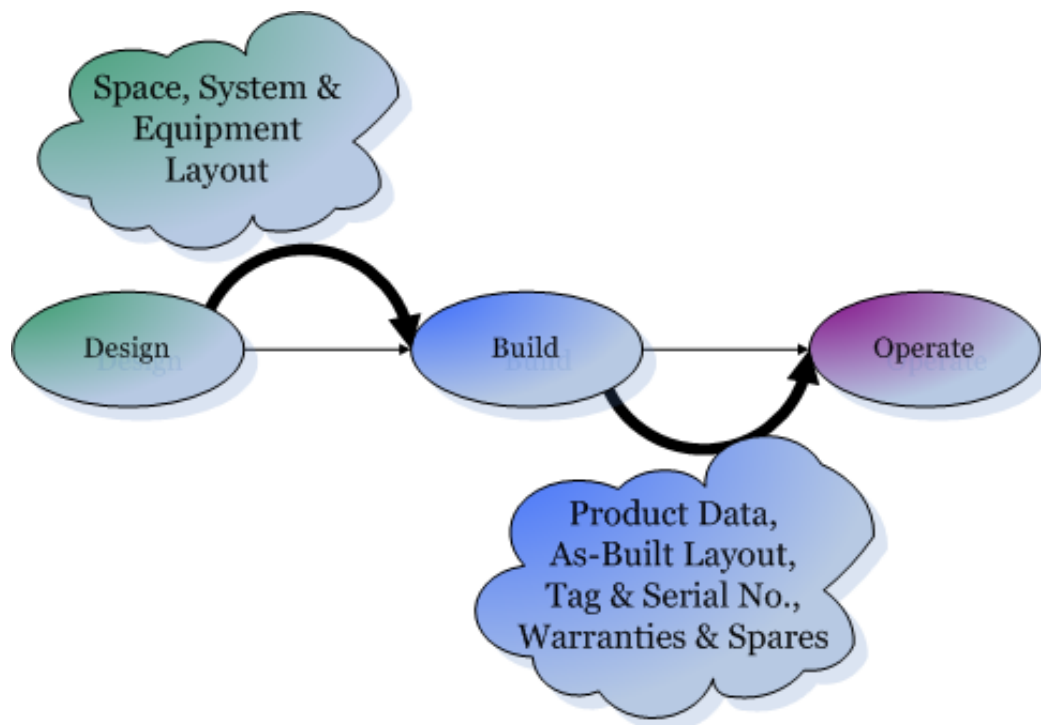 Space, System &
Equipment
Layout
Design
Build
Operate
Product Data,
As-Built Layout,
Tag & Serial No.,
Warranties & Spares